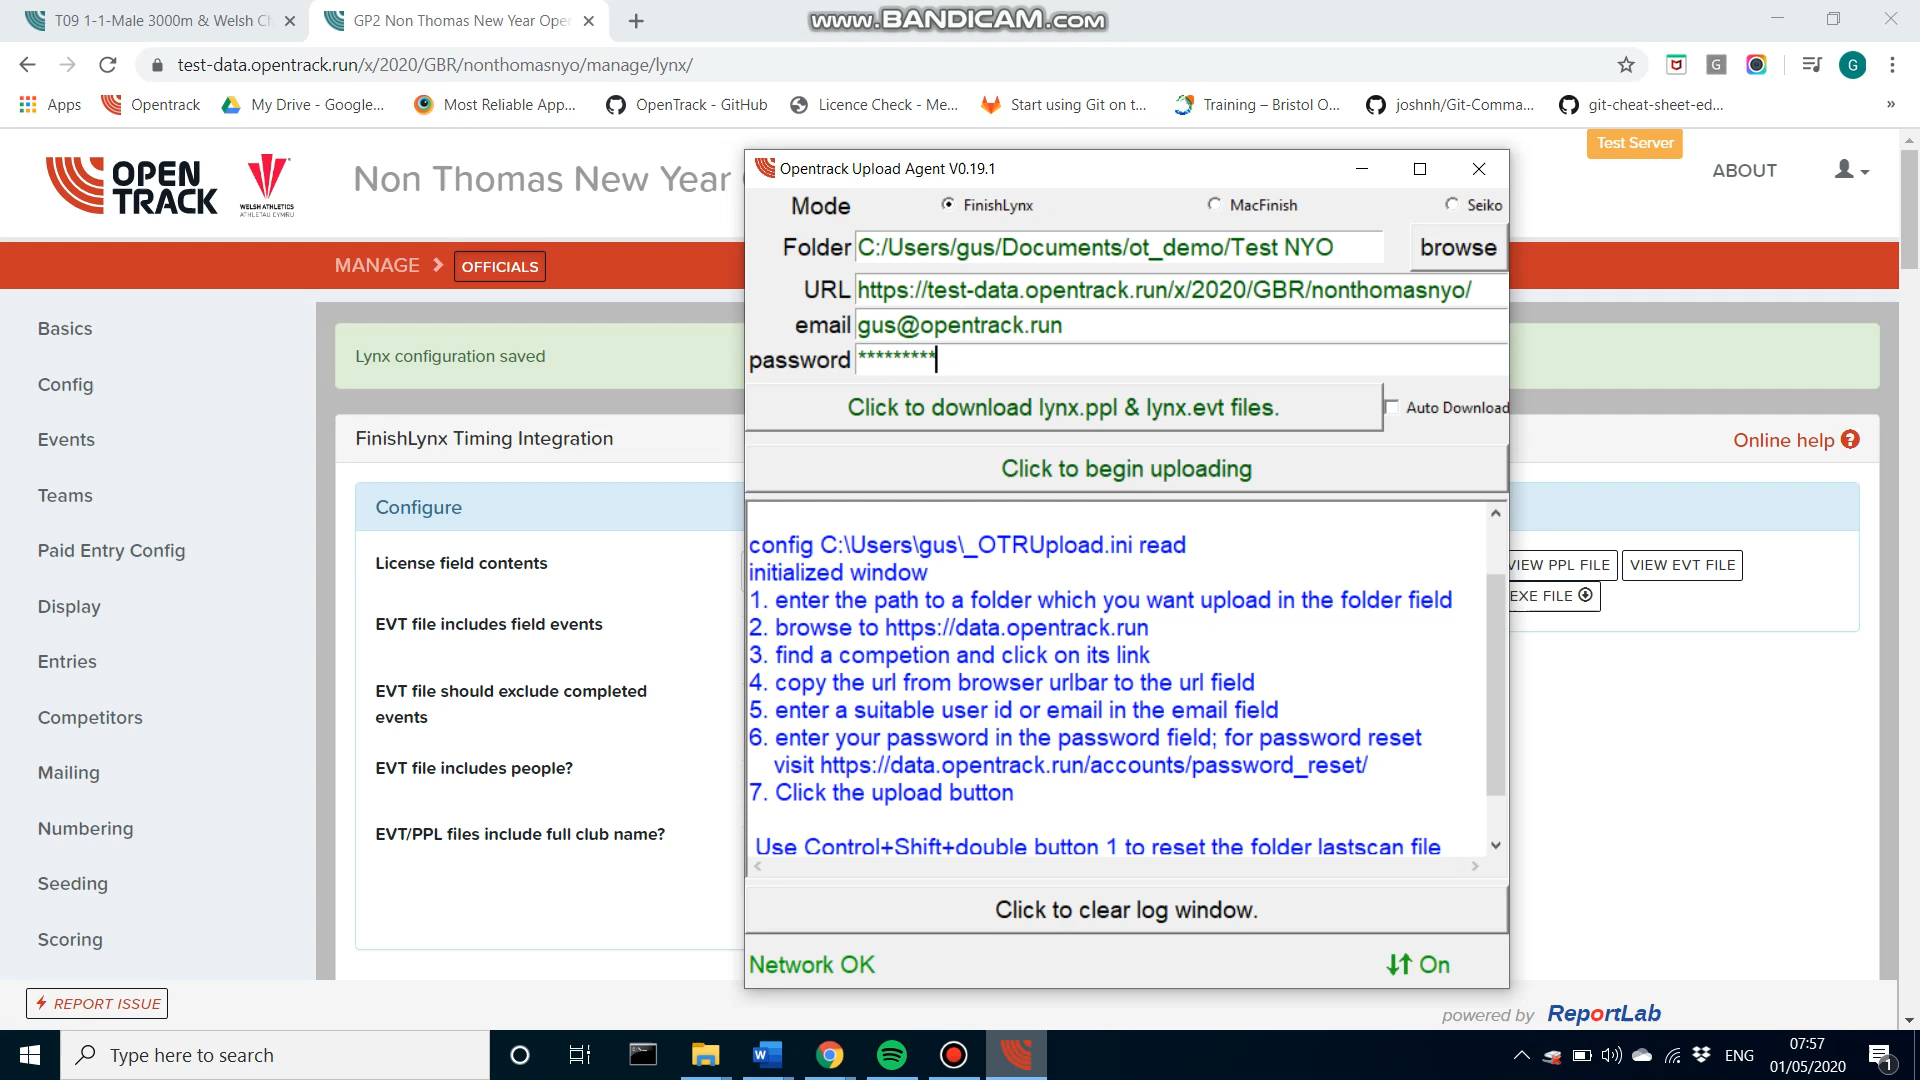 T09 1-1-Male 3000m & Welsh Ch
GP2 Non Thomas New Year Oper
www.BANDICAM.com
test-data.opentrack.run/x/2020/GBR/nonthomasnyo/manage/lynx/
G
G
Apps
Opentrack
My Drive - Google...
Most Reliable App...
OpenTrack - GitHub
Licence Check - Me...
Start using Git on t...
Training – Bristol O...
joshnh/Git-Comma...
git-cheat-sheet-ed...
»
OPEN TRACK
WELSH ATHLETICS
ATHLETAU CYMRU
Non Thomas New Year
Test Server
ABOUT
MANAGE
OFFICIALS
Basics
Config
Events
Teams
Paid Entry Config
Display
Entries
Competitors
Mailing
Numbering
Seeding
Scoring
REPORT ISSUE
Lynx configuration saved
FinishLynx Timing Integration
Online help
Configure
License field contents
EVT file includes field events
EVT file should exclude completed
events
EVT file includes people?
EVT/PPL files include full club name?
VIEW PPL FILE
VIEW EVT FILE
EXE FILE
Opentrack Upload Agent V0.19.1
Mode
FinishLynx
MacFinish
Seiko
Folder C:/Users/gus/Documents/ot_demo/Test NYO
browse
URL https://test-data.opentrack.run/x/2020/GBR/nonthomasnyo/
email gus@opentrack.run
password *********
Click to download lynx.ppl & lynx.evt files.
Auto Download
Click to begin uploading
config C:\Users\gus\_OTRUpload.ini read
initialized window
1. enter the path to a folder which you want upload in the folder field
2. browse to https://data.opentrack.run
3. find a competion and click on its link
4. copy the url from browser urlbar to the url field
5. enter a suitable user id or email in the email field
6. enter your password in the password field; for password reset
visit https://data.opentrack.run/accounts/password_reset/
7. Click the upload button
Use Control+Shift+double button 1 to reset the folder lastscan file
Click to clear log window.
Network OK
On
powered by ReportLab
Type here to search
ENG
07:57
01/05/2020
1